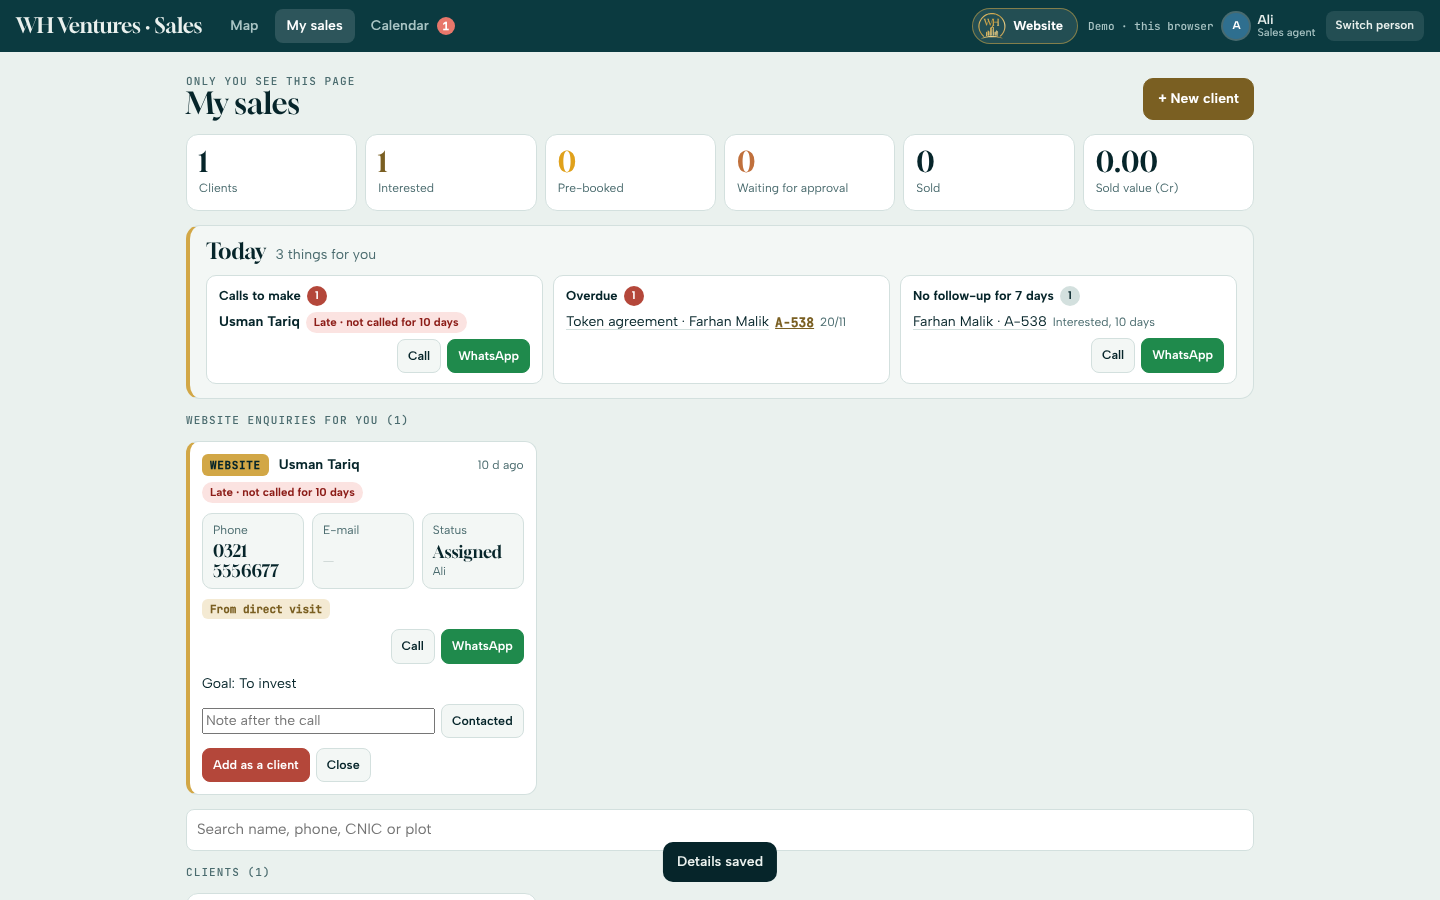 WH Ventures · Sales
Map
My sales
Calendar 1
WH
Website
Demo · this browser
A
Ali
Sales agent
Switch person
ONLY YOU SEE THIS PAGE
My sales
+ New client
1
Clients
1
Interested
0
Pre-booked
0
Waiting for approval
0
Sold
0.00
Sold value (Cr)
Today 3 things for you
Calls to make 1
Usman Tariq Late · not called for 10 days
Call WhatsApp
Overdue 1
Token agreement · Farhan Malik A-538 20/11
No follow-up for 7 days 1
Farhan Malik · A-538 Interested, 10 days
Call WhatsApp
WEBSITE ENQUIRIES FOR YOU (1)
WEBSITE Usman Tariq 10 d ago
Late · not called for 10 days
Phone
0321
5556677
E-mail
—
Status
Assigned
Ali
From direct visit
Call WhatsApp
Goal: To invest
Note after the call Contacted
Add as a client Close
Search name, phone, CNIC or plot
Details saved
CLIENTS (1)